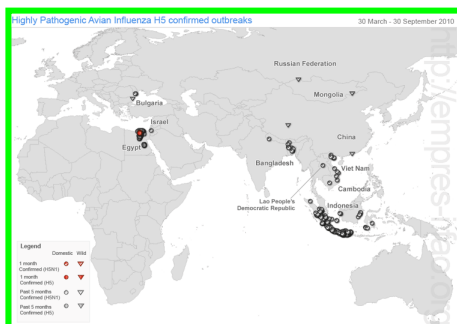 Highly Pathogenic Avian Influenza H5 confirmed outbreaks
30 March - 30 September 2010
Russian Federation
Mongolia
Bulgaria
Israel
China
Egypt
Bangladesh
Viet Nam
Cambodia
Lao People's
Democratic Republic
Indonesia
Legend
Domestic Wild
1 month
Confirmed (H5N1)
1 month
Confirmed (H5)
Past 5 months
Confirmed (H5N1)
Past 5 months
Confirmed (H5)